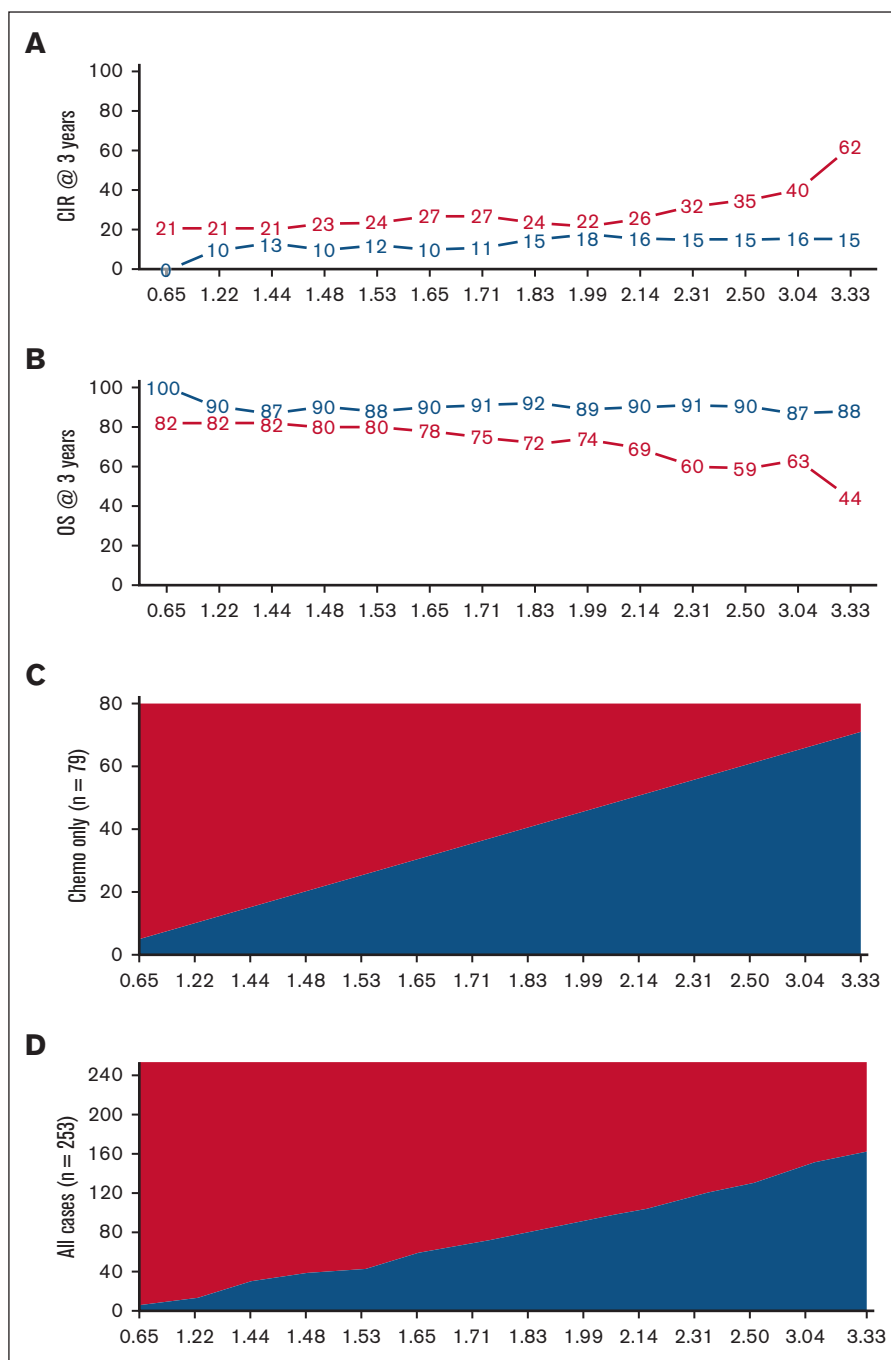 A
CIR @ 3 years
100
80
60
40
20
0
21 21 21 23 24 27 27 24 22 26 32 35 40 62
0 10 13 10 12 10 11 15 18 16 15 15 16 15
0.65 1.22 1.44 1.48 1.53 1.65 1.71 1.83 1.99 2.14 2.31 2.50 3.04 3.33
B
OS @ 3 years
100
80
60
40
20
0
100 90 87 90 88 90 91 92 89 90 91 90 87 88
82 82 82 80 80 78 75 72 74 69 60 59 63 44
0.65 1.22 1.44 1.48 1.53 1.65 1.71 1.83 1.99 2.14 2.31 2.50 3.04 3.33
C
Chemo only (n = 79)
80
60
40
20
0
0.65 1.22 1.44 1.48 1.53 1.65 1.71 1.83 1.99 2.14 2.31 2.50 3.04 3.33
D
All cases (n = 253)
240
200
160
120
80
40
0
0.65 1.22 1.44 1.48 1.53 1.65 1.71 1.83 1.99 2.14 2.31 2.50 3.04 3.33